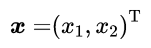 𝒙 =(x₁, x₂)ᵀ